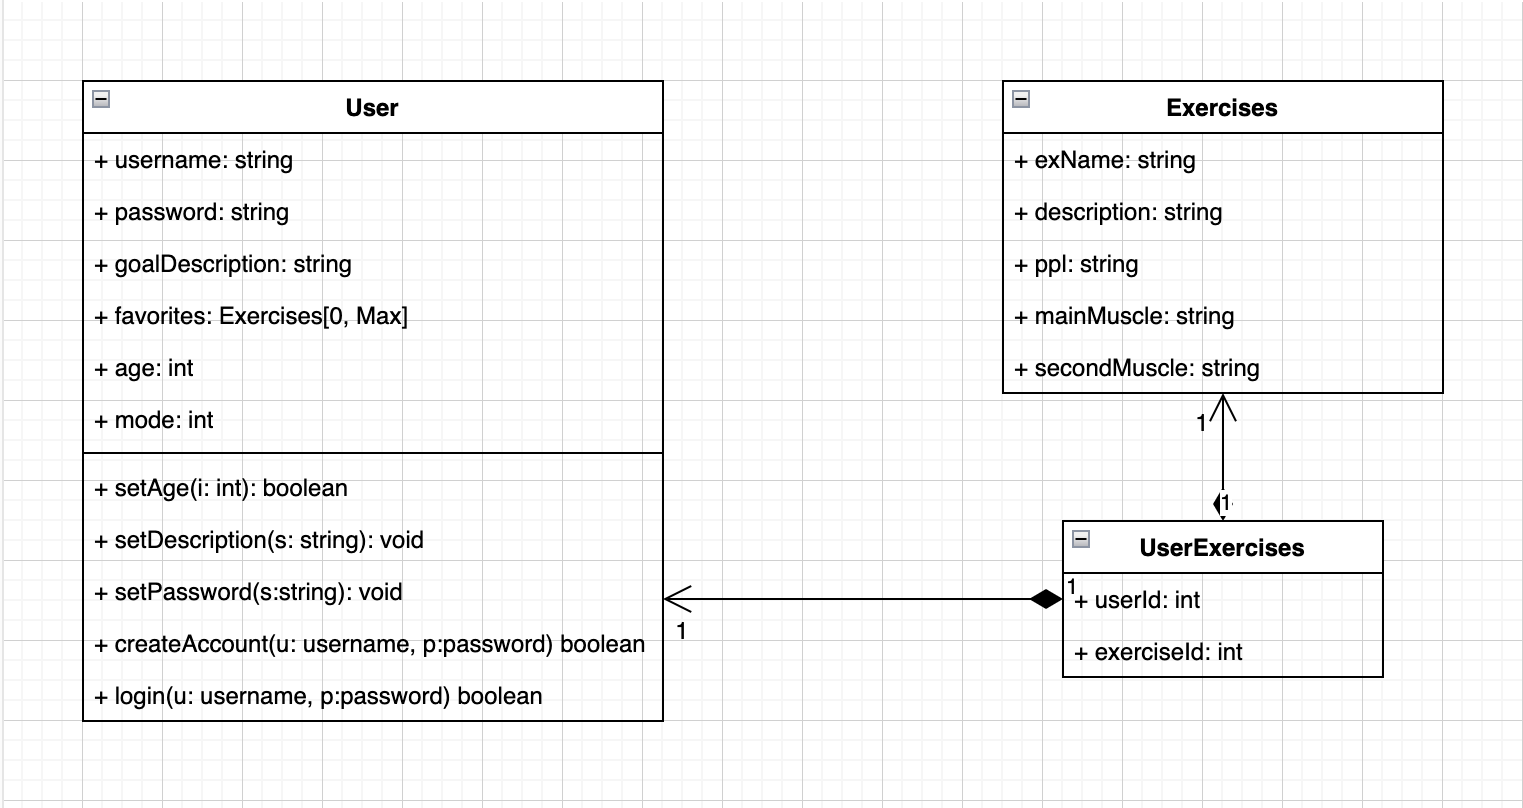 User
+ username: string
+ password: string
+ goalDescription: string
+ favorites: Exercises[0, Max]
+ age: int
+ mode: int
+ setAge(i: int): boolean
+ setDescription(s: string): void
+ setPassword(s:string): void
+ createAccount(u: username, p:password) boolean
+ login(u: username, p:password) boolean
Exercises
+ exName: string
+ description: string
+ ppl: string
+ mainMuscle: string
+ secondMuscle: string
1
1
UserExercises
1
+ userId: int
+ exerciseId: int
1